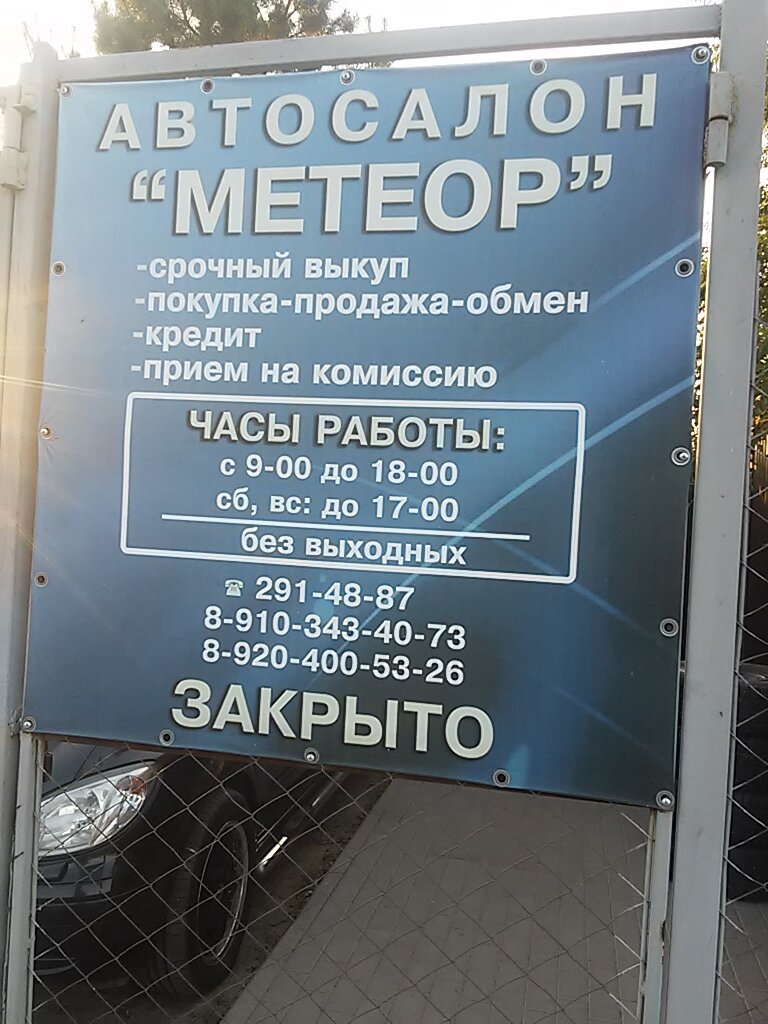 АВТОСАЛОН
“МЕТЕОР”
-срочный выкуп
-покупка-продажа-обмен
-кредит
-прием на комиссию
ЧАСЫ РАБОТЫ:
с 9-00 до 18-00
сб, вс: до 17-00
без выходных
☎ 291-48-87
8-910-343-40-73
8-920-400-53-26
ЗАКРЫТО